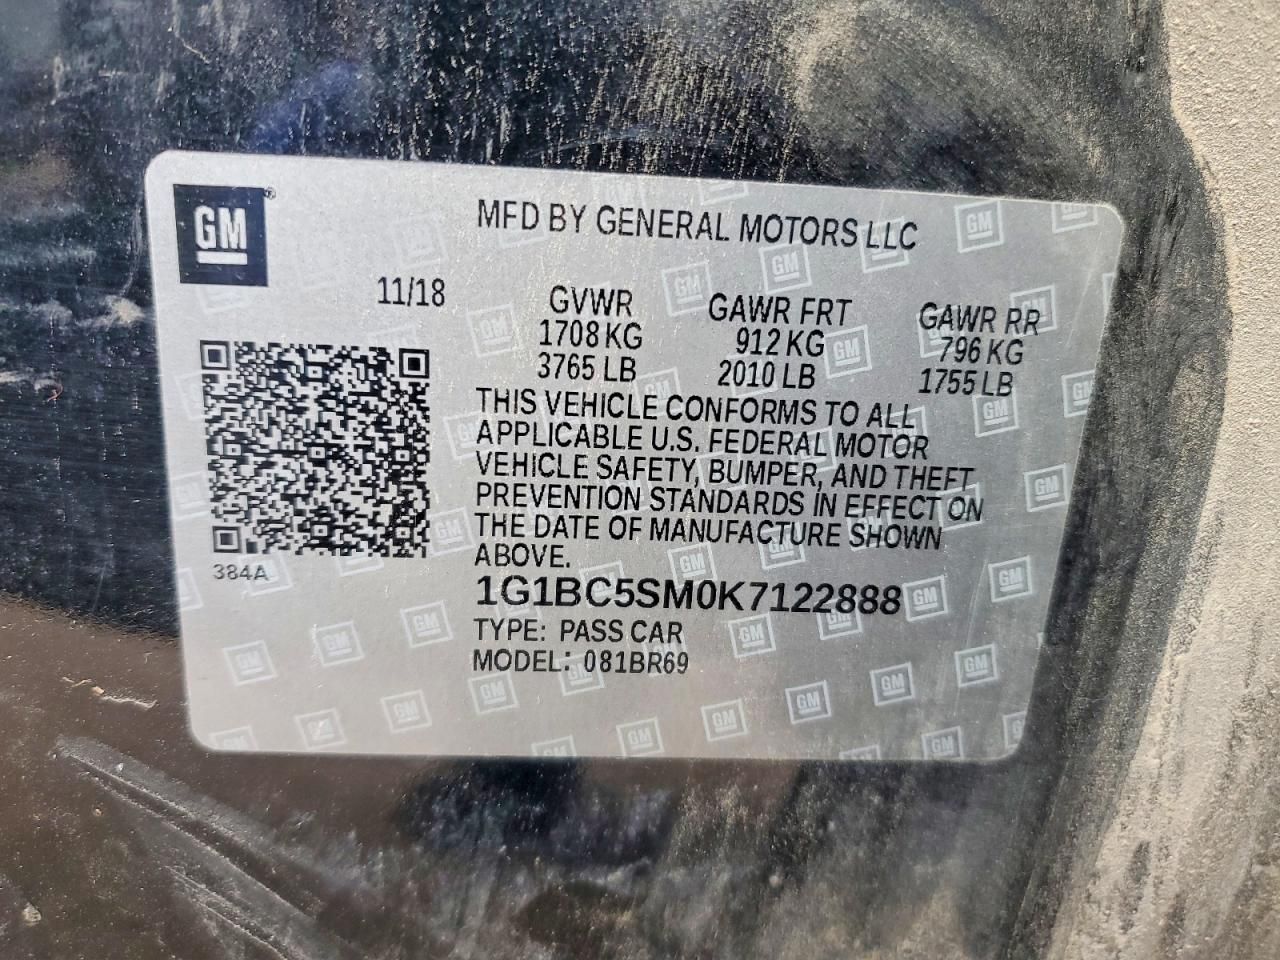 GM®
MFD BY GENERAL MOTORS LLC
11/18
GVWR
1708 KG
3765 LB
GAWR FRT
912 KG
2010 LB
GAWR RR
796 KG
1755 LB
THIS VEHICLE CONFORMS TO ALL
APPLICABLE U.S. FEDERAL MOTOR
VEHICLE SAFETY, BUMPER, AND THEFT
PREVENTION STANDARDS IN EFFECT ON
THE DATE OF MANUFACTURE SHOWN
ABOVE.
384A
1G1BC5SM0K7122888
TYPE: PASS CAR
MODEL: 081BR69